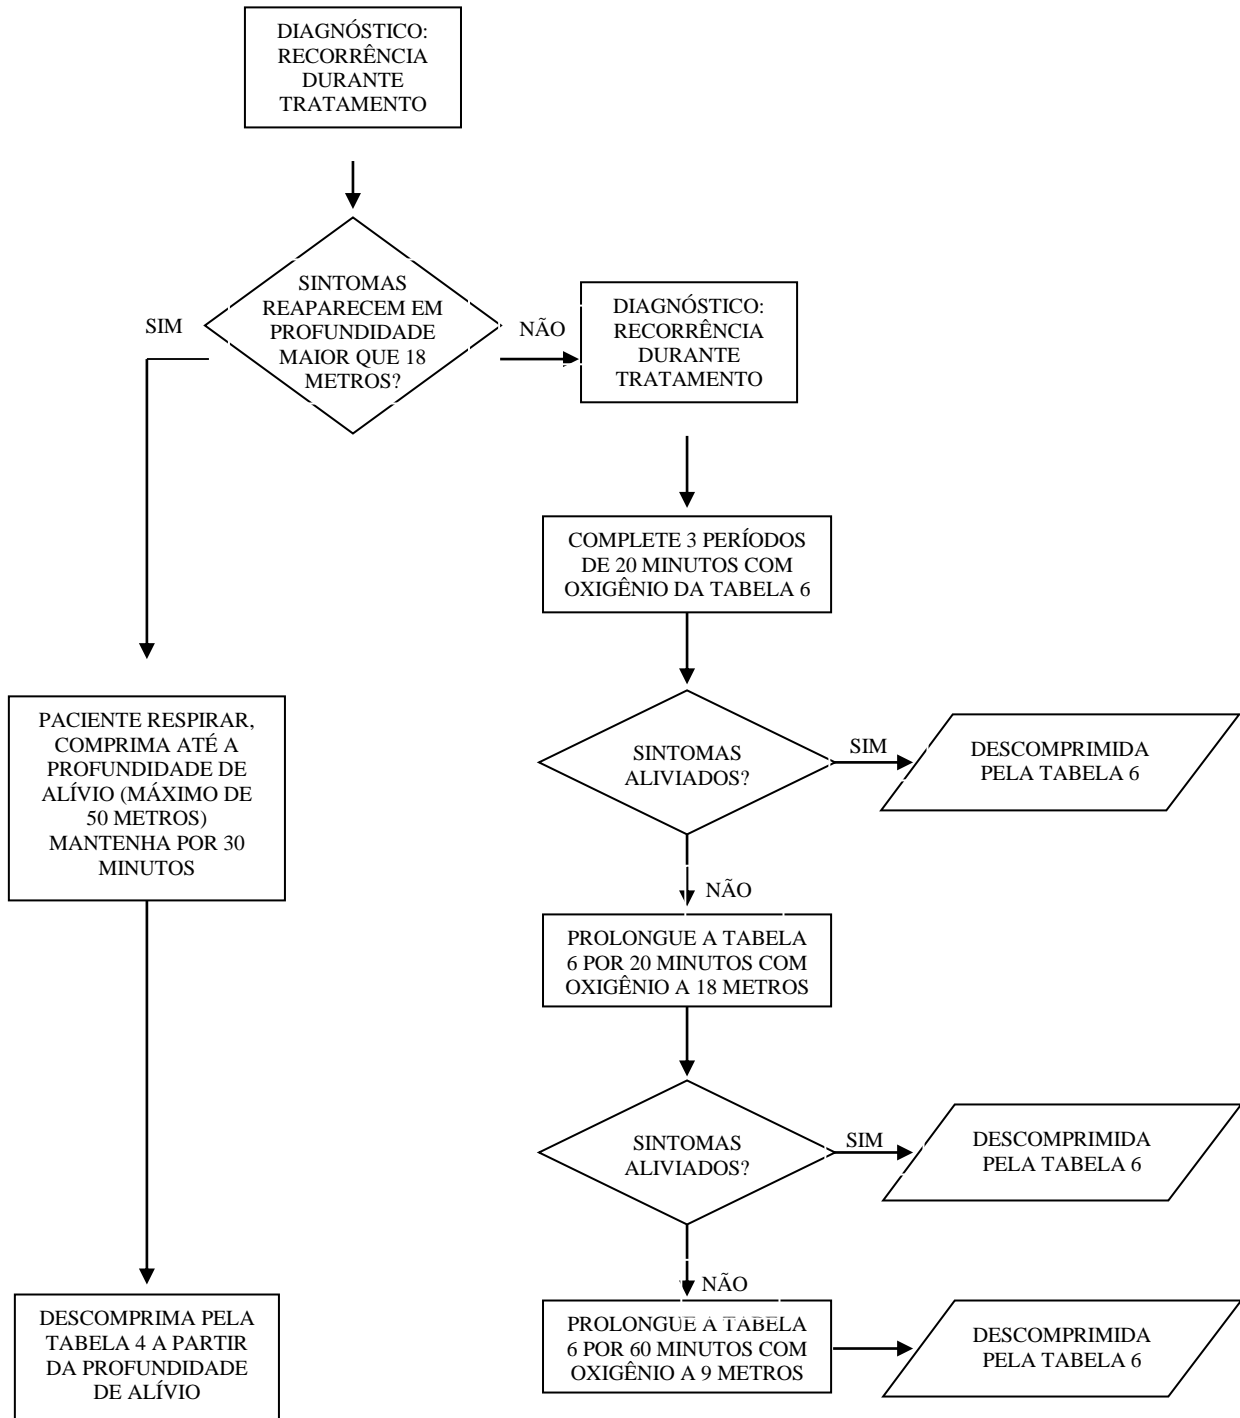 DIAGNÓSTICO:
RECORRÊNCIA
DURANTE
TRATAMENTO
SINTOMAS
REAPARECEM EM
PROFUNDIDADE
MAIOR QUE 18
METROS?
SIM
NÃO
DIAGNÓSTICO:
RECORRÊNCIA
DURANTE
TRATAMENTO
COMPLETE 3 PERÍODOS
DE 20 MINUTOS COM
OXIGÊNIO DA TABELA 6
PACIENTE RESPIRAR,
COMPRIMA ATÉ A
PROFUNDIDADE DE
ALÍVIO (MÁXIMO DE
50 METROS)
MANTENHA POR 30
MINUTOS
SINTOMAS
ALIVIADOS?
SIM
DESCOMPRIMIDA
PELA TABELA 6
NÃO
PROLONGUE A TABELA
6 POR 20 MINUTOS COM
OXIGÊNIO A 18 METROS
SINTOMAS
ALIVIADOS?
SIM
DESCOMPRIMIDA
PELA TABELA 6
NÃO
DESCOMPRIMA PELA
TABELA 4 A PARTIR
DA PROFUNDIDADE
DE ALÍVIO
PROLONGUE A TABELA
6 POR 60 MINUTOS COM
OXIGÊNIO A 9 METROS
DESCOMPRIMIDA
PELA TABELA 6